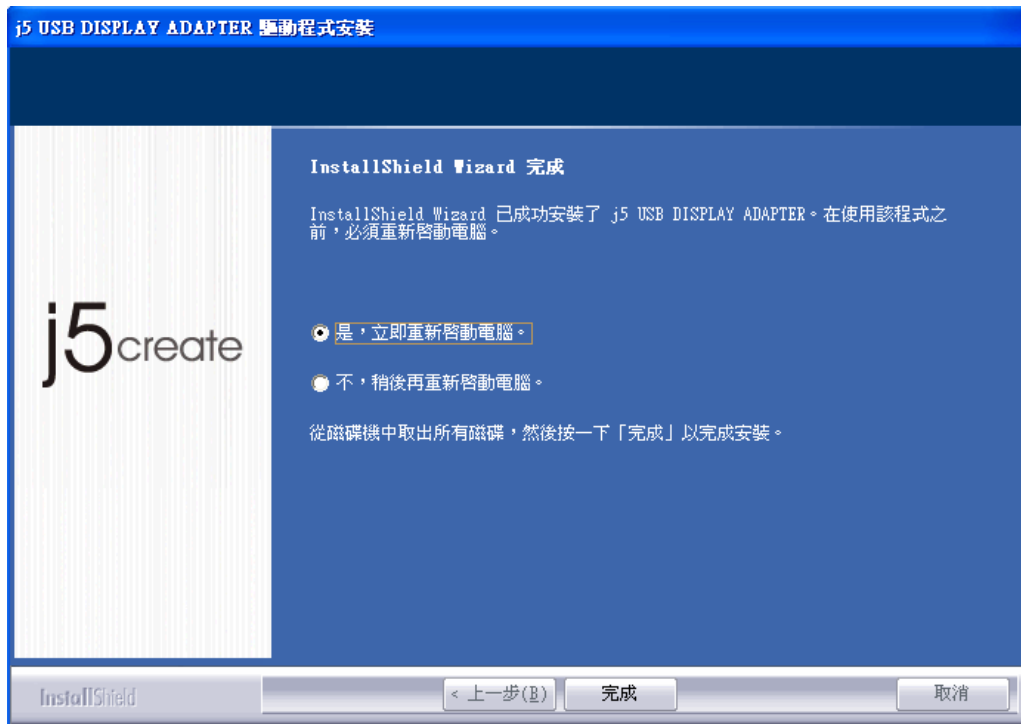 j5 USB DISPLAY ADAPTER 驅動程式安裝
InstallShield Wizard 完成
InstallShield Wizard 已成功安裝了 j5 USB DISPLAY ADAPTER。在使用該程式之
前，必須重新啓動電腦。
j5create
是，立即重新啓動電腦。
不，稍後再重新啓動電腦。
從磁碟機中取出所有磁碟，然後按一下「完成」以完成安裝。
InstallShield
< 上一步(B)
完成
取消